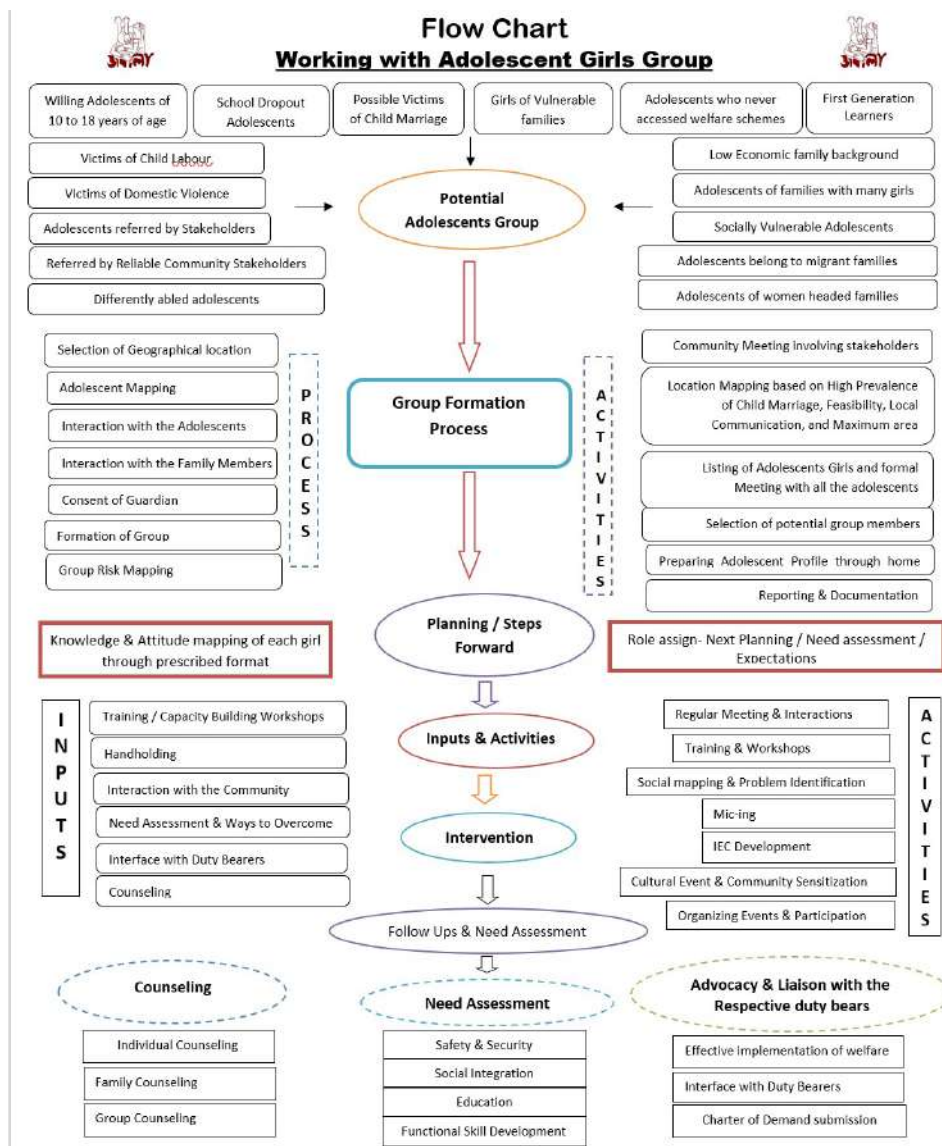 Flow Chart
Working with Adolescent Girls Group
Willing Adolescents of
10 to 18 years of age
School Dropout
Adolescents
Possible Victims
of Child Marriage
Girls of Vulnerable
families
Adolescents who never
accessed welfare schemes
First Generation
Learners
Victims of Child Labour
Victims of Domestic Violence
Adolescents referred by Stakeholders
Referred by Reliable Community Stakeholders
Differently abled adolescents
Potential
Adolescents Group
Low Economic family background
Adolescents of families with many girls
Socially Vulnerable Adolescents
Adolescents belong to migrant families
Adolescents of women headed families
Selection of Geographical location
Adolescent Mapping
Interaction with the Adolescents
Interaction with the Family Members
Consent of Guardian
Formation of Group
Group Risk Mapping
PROCESS
Group Formation
Process
ACTIVITIES
Community Meeting involving stakeholders
Location Mapping based on High Prevalence
of Child Marriage, Feasibility, Local
Communication, and Maximum area
Listing of Adolescents Girls and formal
Meeting with all the adolescents
Selection of potential group members
Preparing Adolescent Profile through home
Reporting & Documentation
Knowledge & Attitude mapping of each girl
through prescribed format
Planning / Steps
Forward
Role assign- Next Planning / Need assessment /
Expectations
INPUTS
Training / Capacity Building Workshops
Handholding
Interaction with the Community
Need Assessment & Ways to Overcome
Interface with Duty Bearers
Counseling
Inputs & Activities
Intervention
Follow Ups & Need Assessment
Regular Meeting & Interactions
Training & Workshops
Social mapping & Problem Identification
Mic-ing
IEC Development
Cultural Event & Community Sensitization
Organizing Events & Participation
ACTIVITIES
Counseling
Individual Counseling
Family Counseling
Group Counseling
Need Assessment
Safety & Security
Social Integration
Education
Functional Skill Development
Advocacy & Liaison with the
Respective duty bears
Effective implementation of welfare
Interface with Duty Bearers
Charter of Demand submission